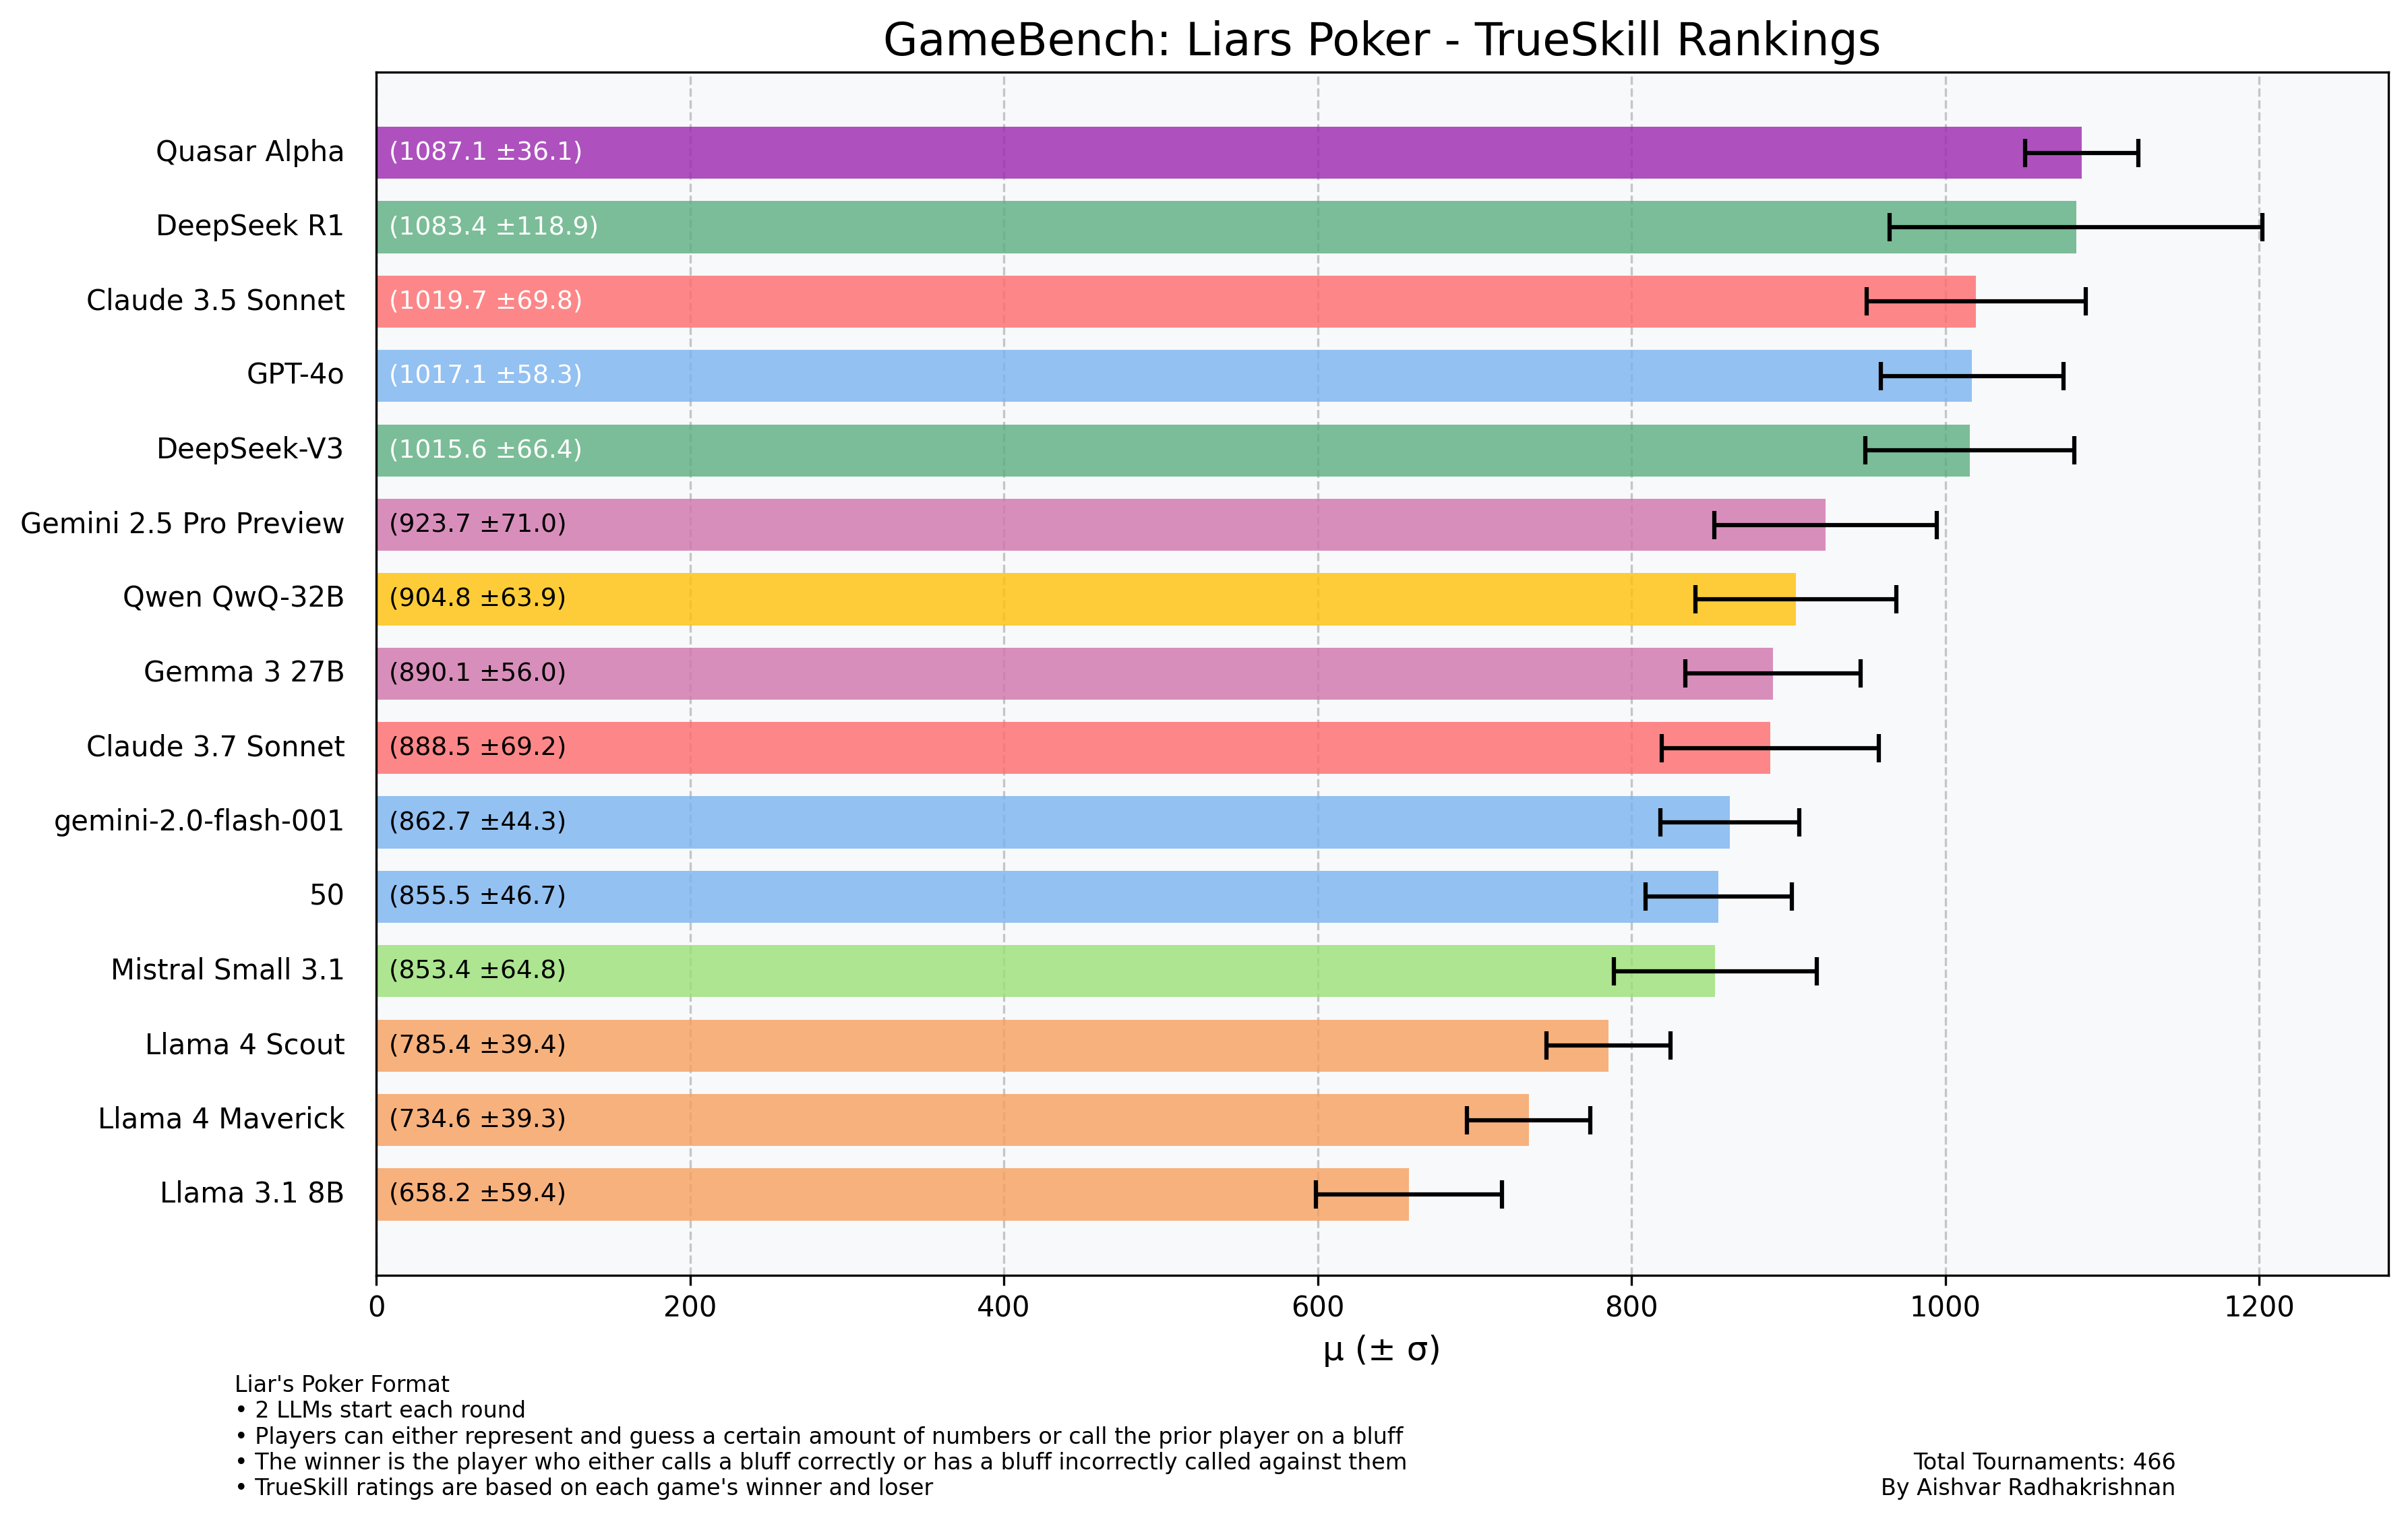 GameBench: Liars Poker - TrueSkill Rankings
Quasar Alpha (1087.1 ±36.1)
DeepSeek R1 (1083.4 ±118.9)
Claude 3.5 Sonnet (1019.7 ±69.8)
GPT-4o (1017.1 ±58.3)
DeepSeek-V3 (1015.6 ±66.4)
Gemini 2.5 Pro Preview (923.7 ±71.0)
Qwen QwQ-32B (904.8 ±63.9)
Gemma 3 27B (890.1 ±56.0)
Claude 3.7 Sonnet (888.5 ±69.2)
gemini-2.0-flash-001 (862.7 ±44.3)
50 (855.5 ±46.7)
Mistral Small 3.1 (853.4 ±64.8)
Llama 4 Scout (785.4 ±39.4)
Llama 4 Maverick (734.6 ±39.3)
Llama 3.1 8B (658.2 ±59.4)
0 200 400 600 800 1000 1200
μ (± σ)
Liar's Poker Format
• 2 LLMs start each round
• Players can either represent and guess a certain amount of numbers or call the prior player on a bluff
• The winner is the player who either calls a bluff correctly or has a bluff incorrectly called against them
• TrueSkill ratings are based on each game's winner and loser
Total Tournaments: 466
By Aishvar Radhakrishnan